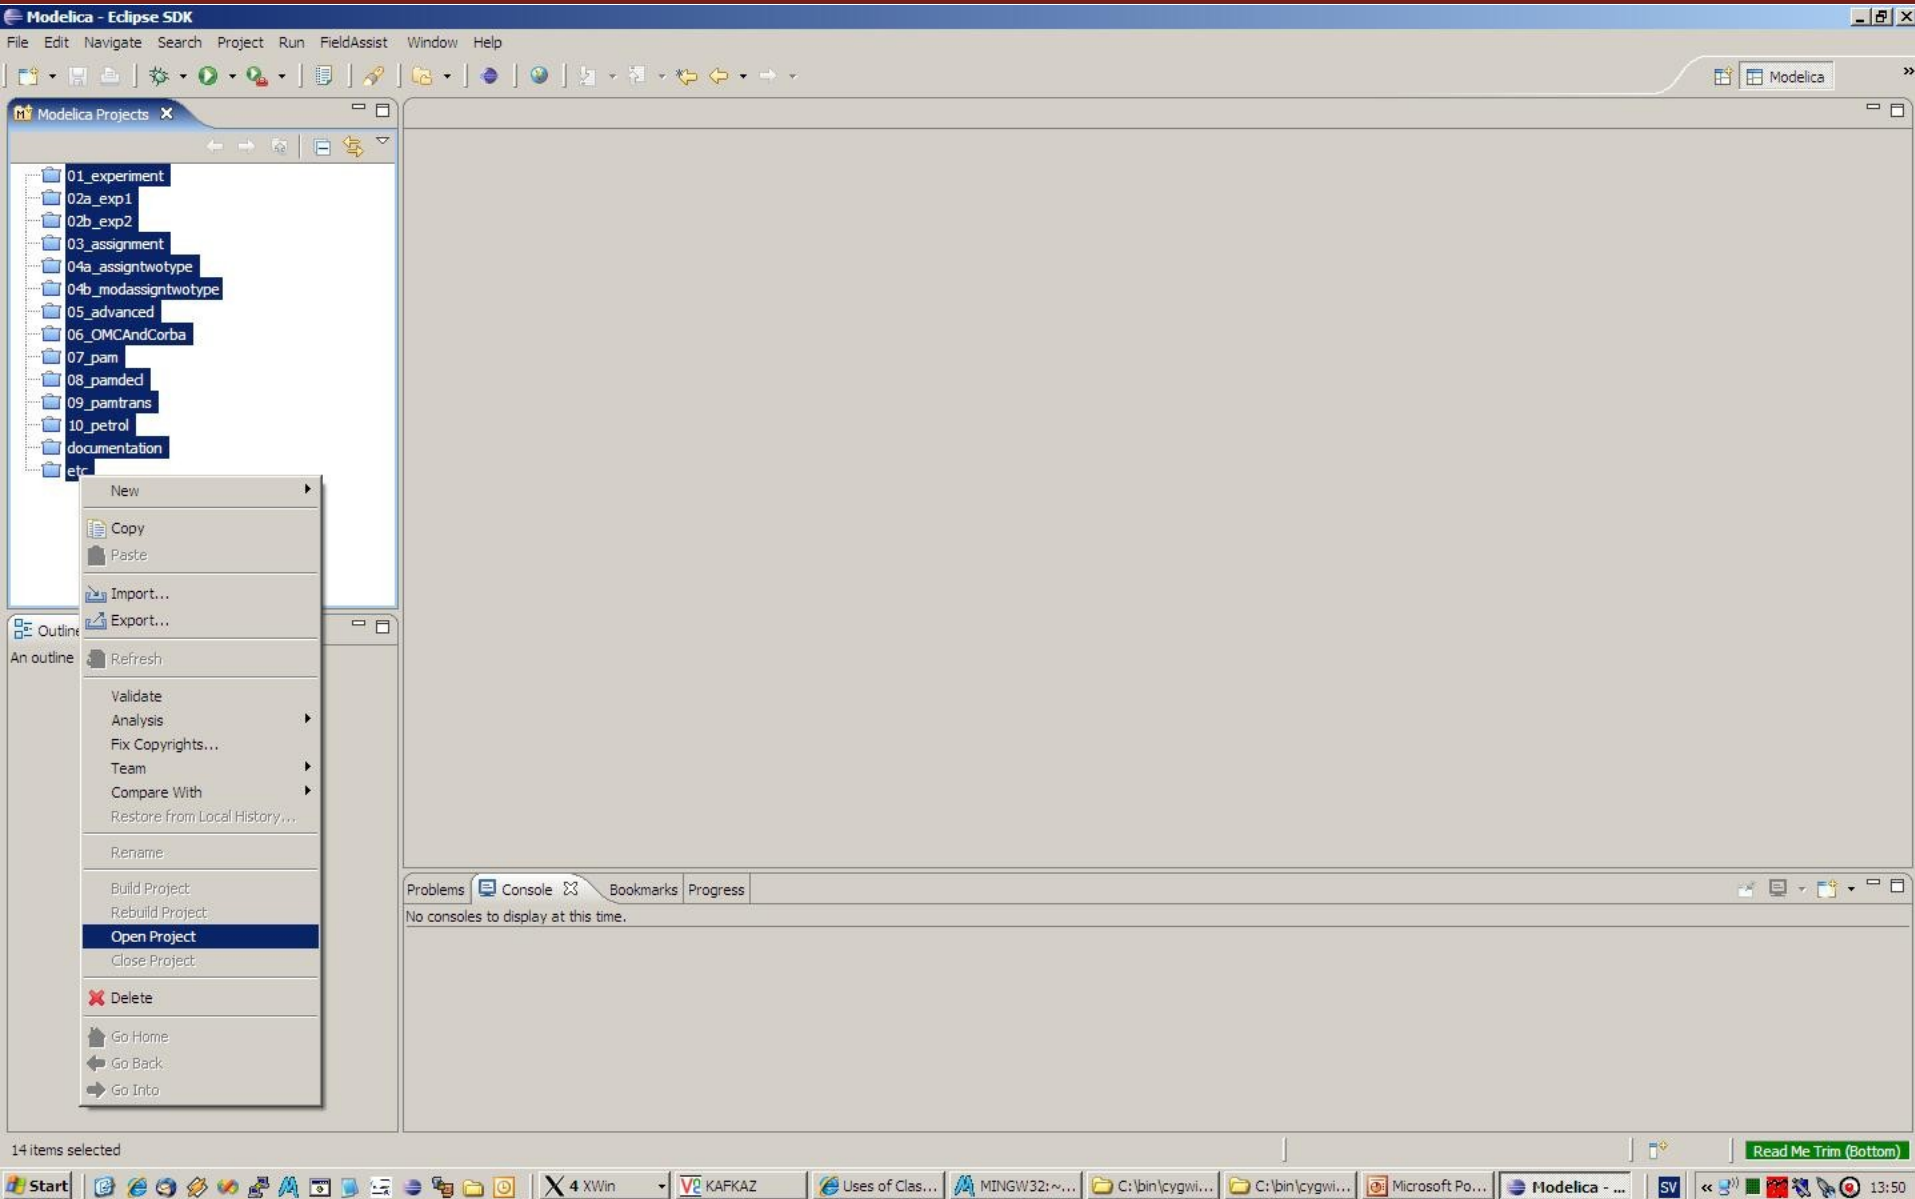 Modelica - Eclipse SDK
File Edit Navigate Search Project Run FieldAssist Window Help
Modelica
Modelica Projects
01_experiment
02a_exp1
02b_exp2
03_assignment
04a_assigntwotype
04b_modassigntwotype
05_advanced
06_OMCAndCorba
07_pam
08_pamdecl
09_pamtrans
10_petrol
documentation
etc
New
Copy
Paste
Import...
Export...
Outline
An outline
Refresh
Validate
Analysis
Fix Copyrights...
Team
Compare With
Restore from Local History...
Rename
Build Project
Rebuild Project
Open Project
Close Project
Delete
Go Home
Go Back
Go Into
Problems Console Bookmarks Progress
No consoles to display at this time.
14 items selected
Read Me Trim (Bottom)
Start 4 XWin KAFKAZ Uses of Clas... MINGW32:~... C:\bin\cygwi... C:\bin\cygwi... Microsoft Po... Modelica - ... SV 13:50